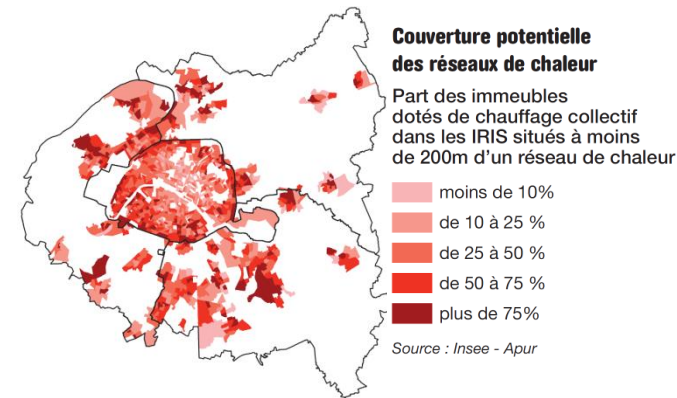 Couverture potentielle
des réseaux de chaleur
Part des immeubles
dotés de chauffage collectif
dans les IRIS situés à moins
de 200m d’un réseau de chaleur
moins de 10%
de 10 à 25 %
de 25 à 50 %
de 50 à 75 %
plus de 75%
Source : Insee - Apur